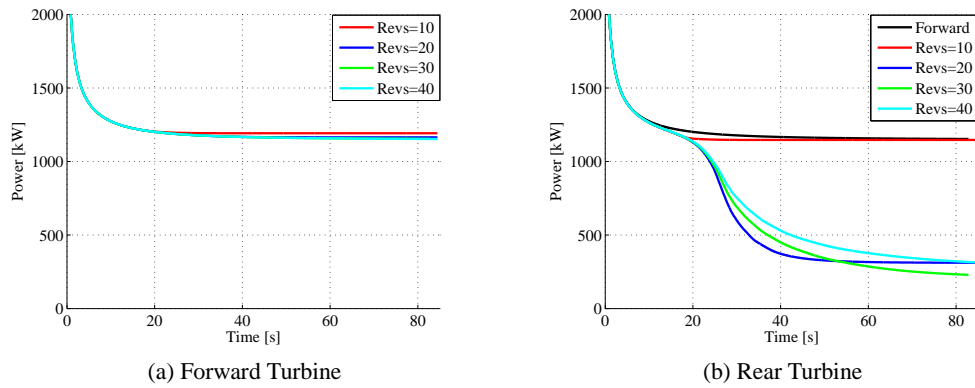 2000
1500
1000
500
0
Power [kW]
0 20 40 60 80
Time [s]
Revs=10
Revs=20
Revs=30
Revs=40
(a) Forward Turbine
2000
1500
1000
500
0
Power [kW]
0 20 40 60 80
Time [s]
Forward
Revs=10
Revs=20
Revs=30
Revs=40
(b) Rear Turbine